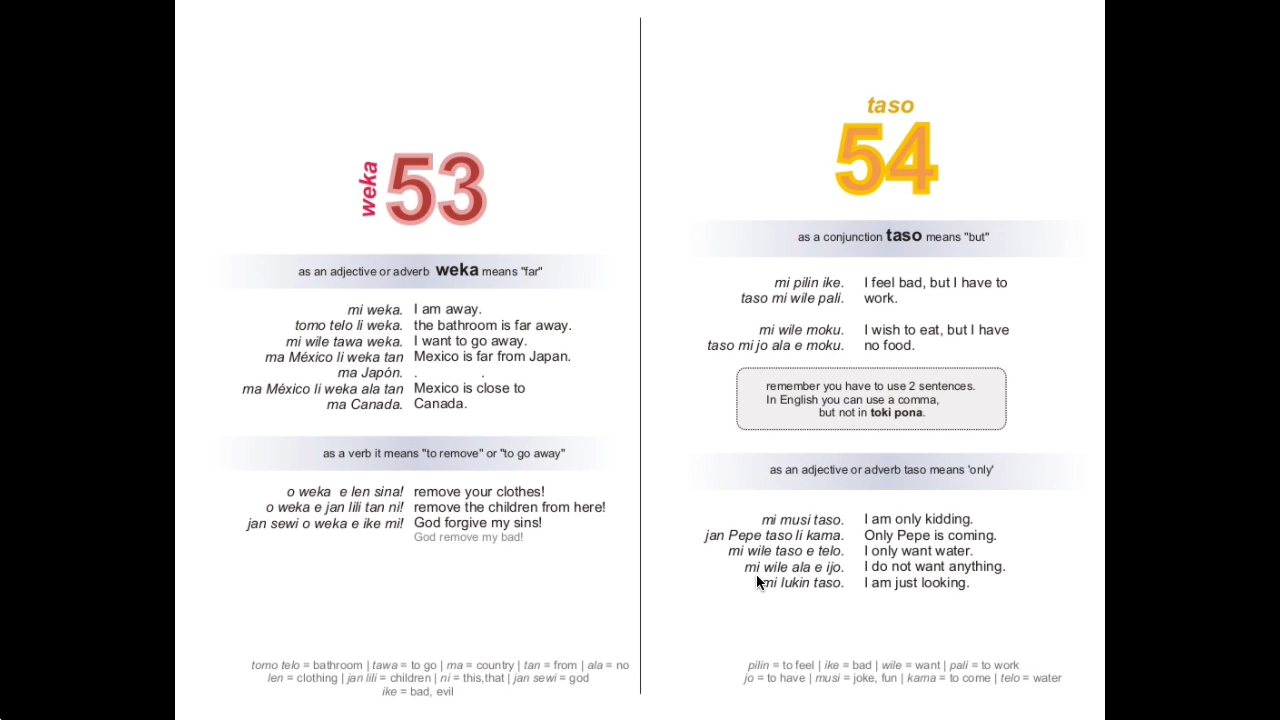 weka 53
as an adjective or adverb weka means "far"
mi weka. I am away.
tomo telo li weka. the bathroom is far away.
mi wile tawa weka. I want to go away.
ma México li weka tan Mexico is far from Japan.
ma Japón. . .
ma México li weka ala tan Mexico is close to
ma Canada. Canada.
as a verb it means "to remove" or "to go away"
o weka e len sina! remove your clothes!
o weka e jan lili tan ni! remove the children from here!
jan sewi o weka e ike mi! God forgive my sins!
God remove my bad!
tomo telo = bathroom | tawa = to go | ma = country | tan = from | ala = no
len = clothing | jan lili = children | ni = this,that | jan sewi = god
ike = bad, evil
taso
54
as a conjunction taso means "but"
mi pilin ike. I feel bad, but I have to
taso mi wile pali. work.
mi wile moku. I wish to eat, but I have
taso mi jo ala e moku. no food.
remember you have to use 2 sentences.
In English you can use a comma,
but not in toki pona.
as an adjective or adverb taso means 'only'
mi musi taso. I am only kidding.
jan Pepe taso li kama. Only Pepe is coming.
mi wile taso e telo. I only want water.
mi wile ala e ijo. I do not want anything.
mi lukin taso. I am just looking.
pilin = to feel | ike = bad | wile = want | pali = to work
jo = to have | musi = joke, fun | kama = to come | telo = water